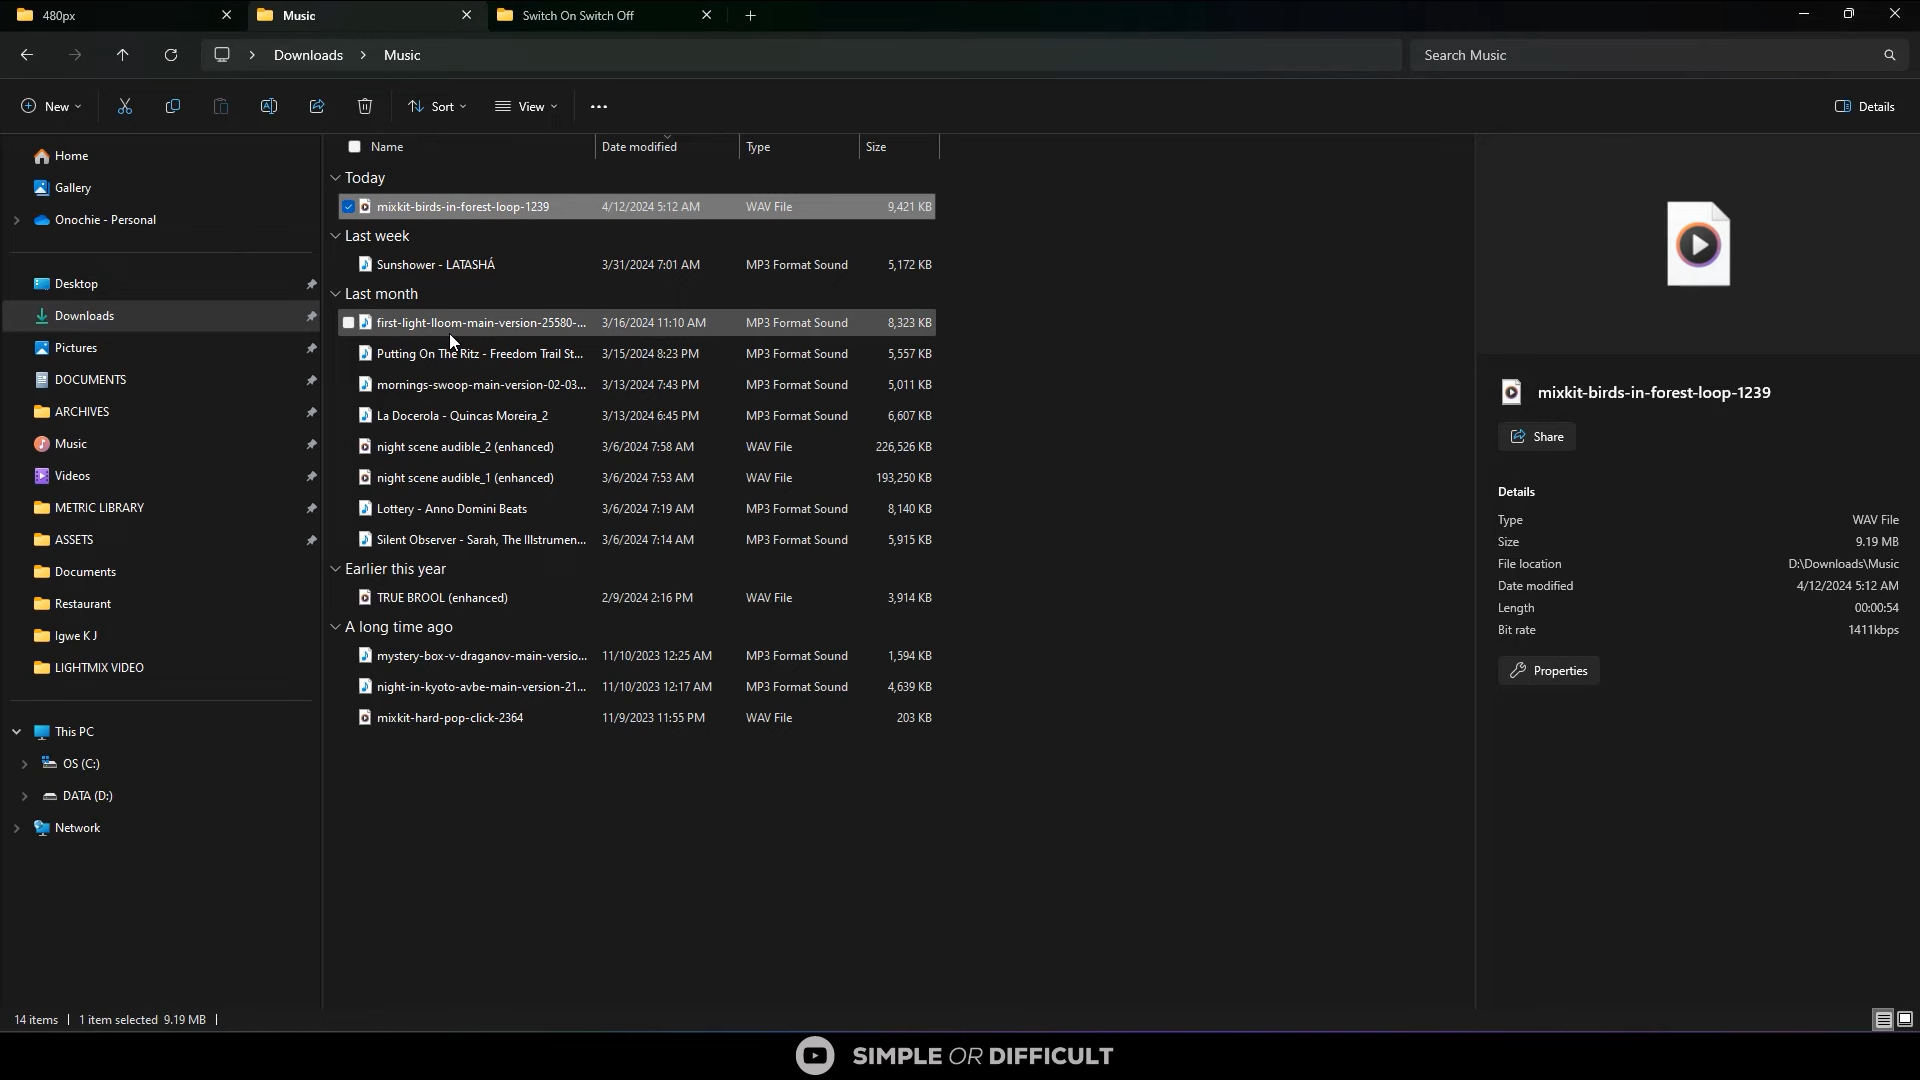 480px
Music
Switch On Switch Off
Downloads > Music
Search Music
New
Sort
View
Details
Home
Gallery
Onochie - Personal
Desktop
Downloads
Pictures
DOCUMENTS
ARCHIVES
Music
Videos
METRIC LIBRARY
ASSETS
Documents
Restaurant
Igwe K J
LIGHTMIX VIDEO
This PC
OS (C:)
DATA (D:)
Network
Name Date modified Type Size
Today
mixkit-birds-in-forest-loop-1239 4/12/2024 5:12 AM WAV File 9,421 KB
Last week
Sunshower - LATASHÁ 3/31/2024 7:01 AM MP3 Format Sound 5,172 KB
Last month
first-light-lloom-main-version-25580-... 3/16/2024 11:10 AM MP3 Format Sound 8,323 KB
Putting On The Ritz - Freedom Trail St... 3/15/2024 8:23 PM MP3 Format Sound 5,557 KB
mornings-swoop-main-version-02-03... 3/13/2024 7:43 PM MP3 Format Sound 5,011 KB
La Docerola - Quincas Moreira_2 3/13/2024 6:45 PM MP3 Format Sound 6,607 KB
night scene audible_2 (enhanced) 3/6/2024 7:58 AM WAV File 226,526 KB
night scene audible_1 (enhanced) 3/6/2024 7:53 AM WAV File 193,250 KB
Lottery - Anno Domini Beats 3/6/2024 7:19 AM MP3 Format Sound 8,140 KB
Silent Observer - Sarah, The Illstrumen... 3/6/2024 7:14 AM MP3 Format Sound 5,915 KB
Earlier this year
TRUE BROOL (enhanced) 2/9/2024 2:16 PM WAV File 3,914 KB
A long time ago
mystery-box-v-draganov-main-versio... 11/10/2023 12:25 AM MP3 Format Sound 1,594 KB
night-in-kyoto-avbe-main-version-21... 11/10/2023 12:17 AM MP3 Format Sound 4,639 KB
mixkit-hard-pop-click-2364 11/9/2023 11:55 PM WAV File 203 KB
mixkit-birds-in-forest-loop-1239
Share
Details
Type WAV File
Size 9.19 MB
File location D:\Downloads\Music
Date modified 4/12/2024 5:12 AM
Length 00:00:54
Bit rate 1411kbps
Properties
14 items | 1 item selected 9.19 MB |
SIMPLE OR DIFFICULT